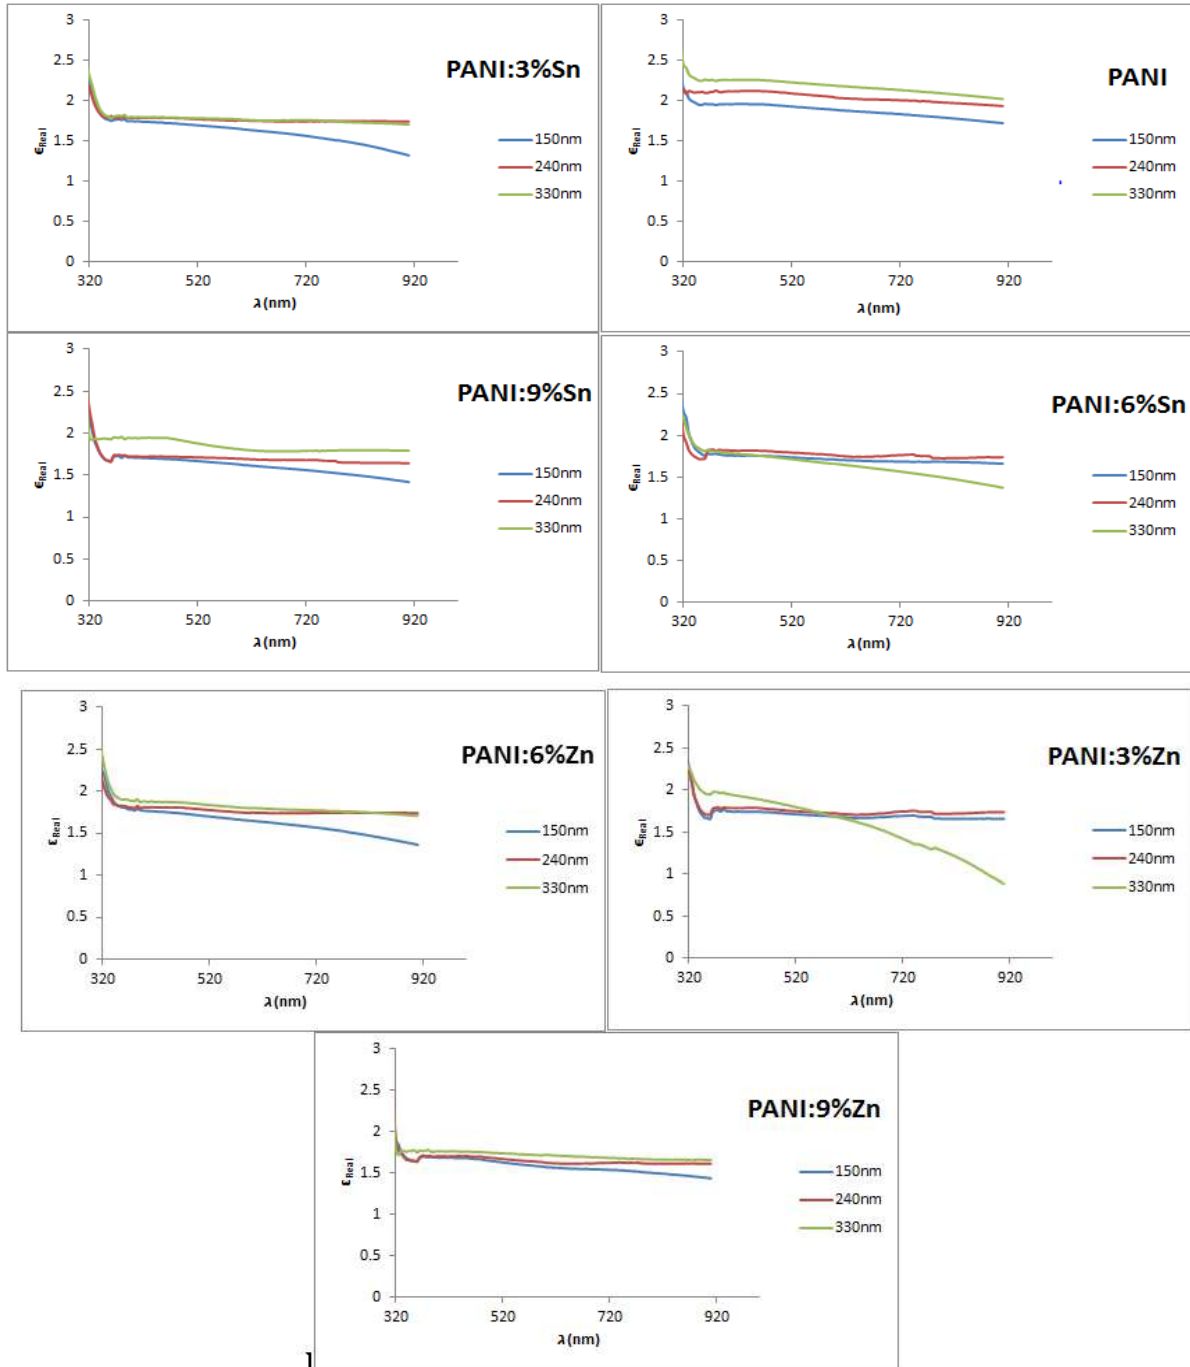 3
2.5
2
1.5
1
0.5
0
ϵReal
320
520
720
920
λ(nm)
PANI:3%Sn
150nm
240nm
330nm
3
2.5
2
1.5
1
0.5
0
ϵReal
320
520
720
920
λ(nm)
PANI
150nm
240nm
330nm
3
2.5
2
1.5
1
0.5
0
ϵReal
320
520
720
920
λ(nm)
PANI:9%Sn
150nm
240nm
330nm
3
2.5
2
1.5
1
0.5
0
ϵReal
320
520
720
920
λ(nm)
PANI:6%Sn
150nm
240nm
330nm
3
2.5
2
1.5
1
0.5
0
εReal
320
520
720
920
λ(nm)
PANI:6%Zn
150nm
240nm
330nm
3
2.5
2
1.5
1
0.5
0
ϵReal
320
520
720
920
λ(nm)
PANI:3%Zn
150nm
240nm
330nm
3
2.5
2
1.5
1
0.5
0
εReal
320
520
720
920
λ(nm)
PANI:9%Zn
150nm
240nm
330nm
]